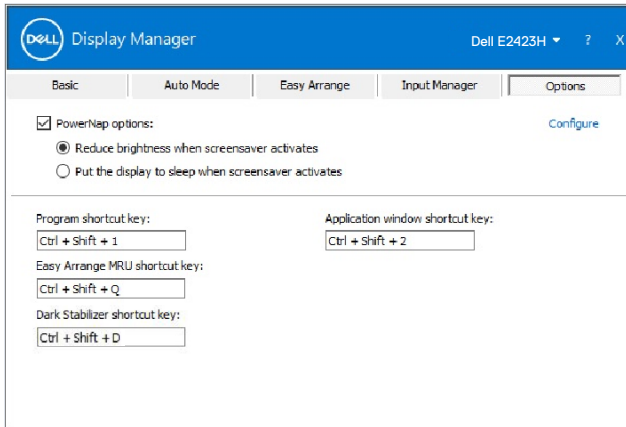 DELL Display Manager
Dell E2423H ? X
Basic Auto Mode Easy Arrange Input Manager Options
PowerNap options: Configure
Reduce brightness when screensaver activates
Put the display to sleep when screensaver activates
Program shortcut key: Application window shortcut key:
Ctrl + Shift + 1 Ctrl + Shift + 2
Easy Arrange MRU shortcut key:
Ctrl + Shift + Q
Dark Stabilizer shortcut key:
Ctrl + Shift + D